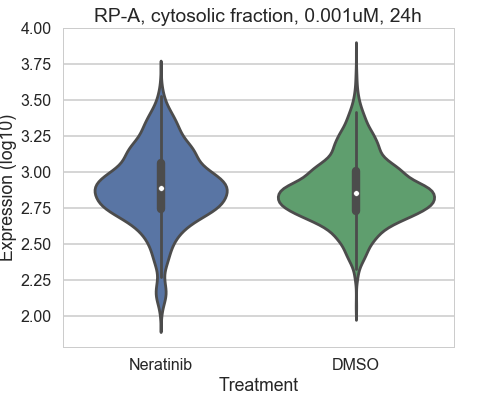 RP-A, cytosolic fraction, 0.001uM, 24h
Expression (log10)
4.00
3.75
3.50
3.25
3.00
2.75
2.50
2.25
2.00
Neratinib DMSO
Treatment